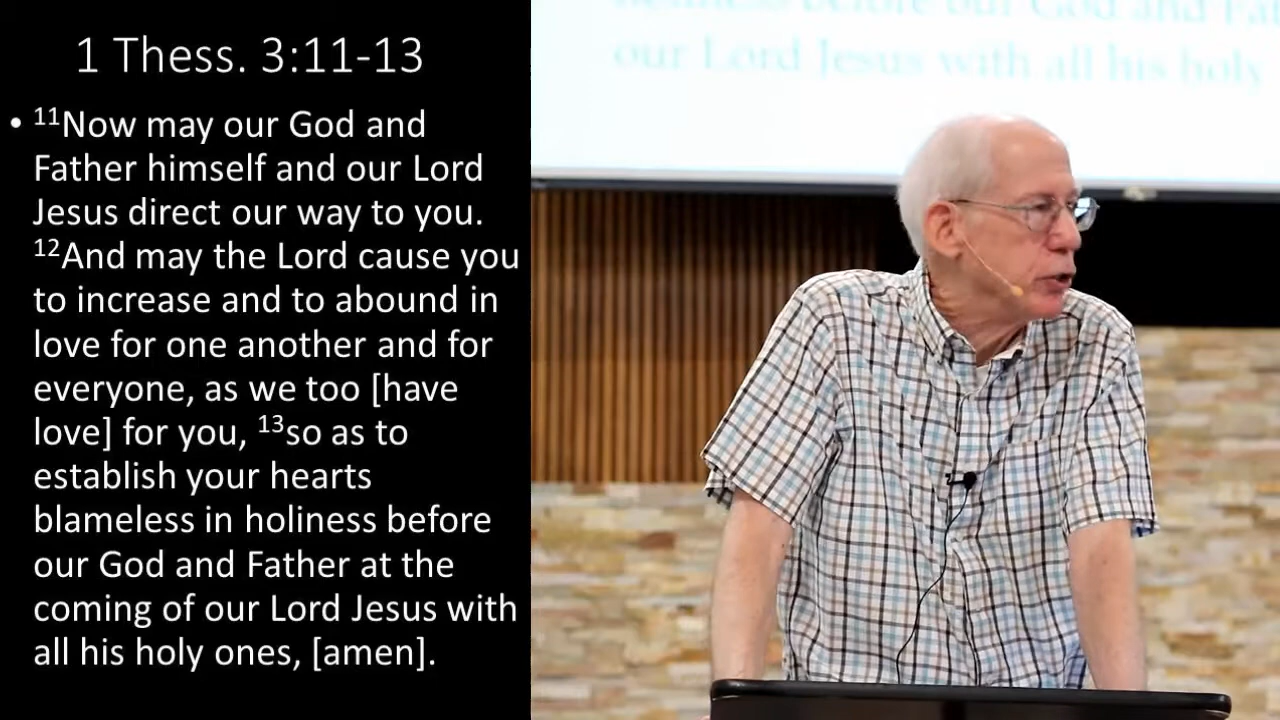 1 Thess. 3:11-13
• 11Now may our God and
Father himself and our Lord
Jesus direct our way to you.
12And may the Lord cause you
to increase and to abound in
love for one another and for
everyone, as we too [have
love] for you, 13so as to
establish your hearts
blameless in holiness before
our God and Father at the
coming of our Lord Jesus with
all his holy ones, [amen].
before our God and
our Lord Jesus with all his holy